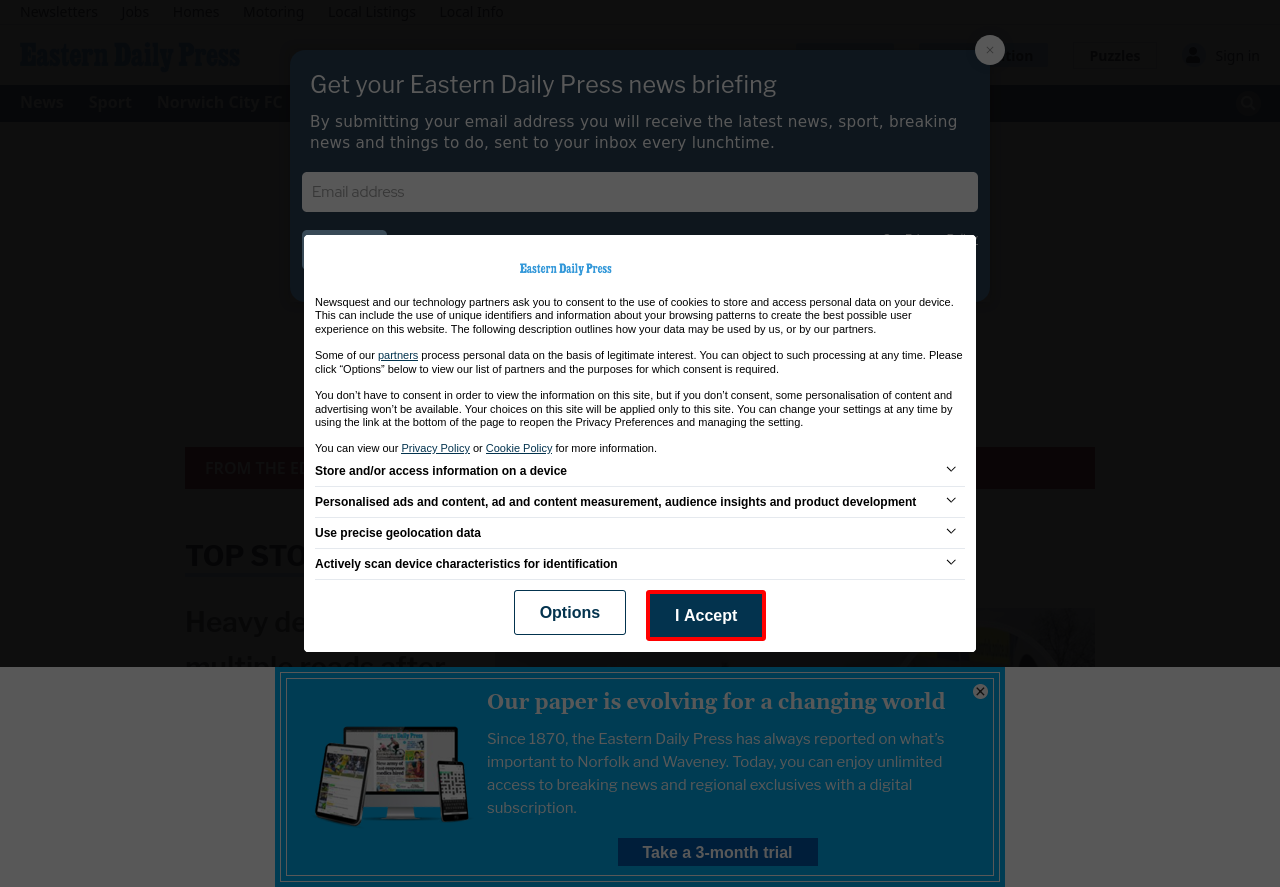 Newsletters Jobs Homes Motoring Local Listings Local Info
Eastern Daily Press
Puzzles Sign in
News Sport Norwich City FC
×
Get your Eastern Daily Press news briefing
By submitting your email address you will receive the latest news, sport, breaking
news and things to do, sent to your inbox every lunchtime.
Email address
Eastern Daily Press
Newsquest and our technology partners ask you to consent to the use of cookies to store and access personal data on your device.
This can include the use of unique identifiers and information about your browsing patterns to create the best possible user
experience on this website. The following description outlines how your data may be used by us, or by our partners.
Some of our partners process personal data on the basis of legitimate interest. You can object to such processing at any time. Please
click “Options” below to view our list of partners and the purposes for which consent is required.
You don’t have to consent in order to view the information on this site, but if you don’t consent, some personalisation of content and
advertising won’t be available. Your choices on this site will be applied only to this site. You can change your settings at any time by
using the link at the bottom of the page to reopen the Privacy Preferences and managing the setting.
You can view our Privacy Policy or Cookie Policy for more information.
FROM THE
Store and/or access information on a device
Personalised ads and content, ad and content measurement, audience insights and product development
Use precise geolocation data
Actively scan device characteristics for identification
TOP
Options I Accept
Heavy
multiple roads after
Our paper is evolving for a changing world
Since 1870, the Eastern Daily Press has always reported on what’s
important to Norfolk and Waveney. Today, you can enjoy unlimited
access to breaking news and regional exclusives with a digital
subscription.
Take a 3-month trial